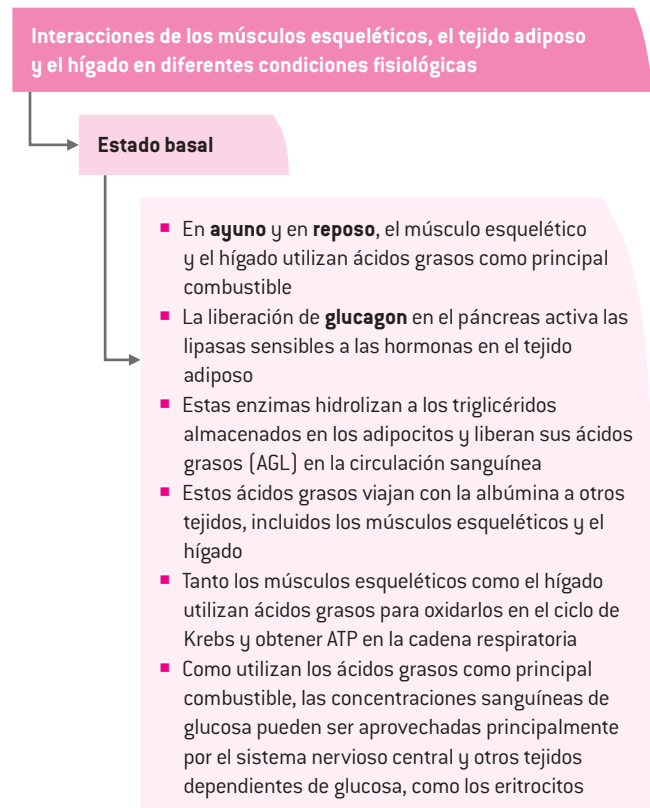 Interacciones de los músculos esqueléticos, el tejido adiposo
y el hígado en diferentes condiciones fisiológicas
Estado basal
■ En ayuno y en reposo, el músculo esquelético
y el hígado utilizan ácidos grasos como principal
combustible
■ La liberación de glucagon en el páncreas activa las
lipasas sensibles a las hormonas en el tejido
adiposo
■ Estas enzimas hidrolizan a los triglicéridos
almacenados en los adipocitos y liberan sus ácidos
grasos (AGL) en la circulación sanguínea
■ Estos ácidos grasos viajan con la albúmina a otros
tejidos, incluidos los músculos esqueléticos y el
hígado
■ Tanto los músculos esqueléticos como el hígado
utilizan ácidos grasos para oxidarlos en el ciclo de
Krebs y obtener ATP en la cadena respiratoria
■ Como utilizan los ácidos grasos como principal
combustible, las concentraciones sanguíneas de
glucosa pueden ser aprovechadas principalmente
por el sistema nervioso central y otros tejidos
dependientes de glucosa, como los eritrocitos